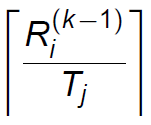 ⌈R_i^(k−1) / T_j⌉